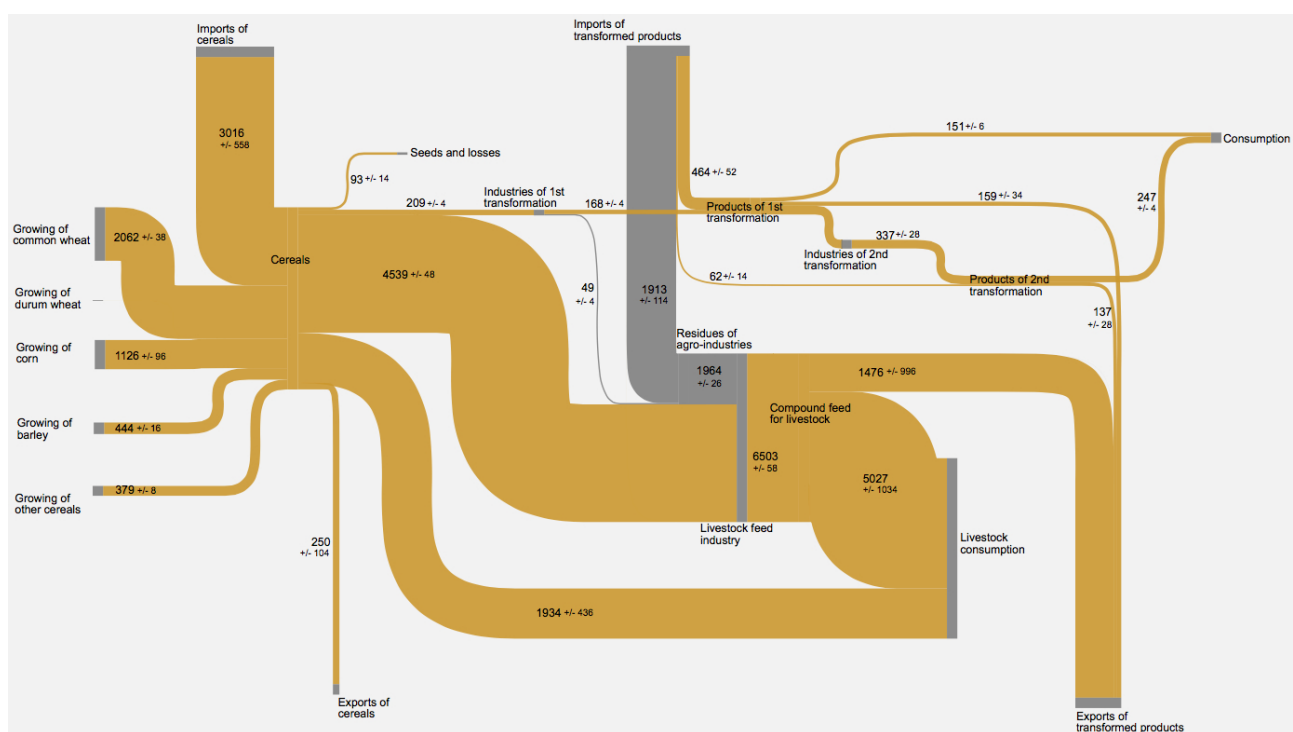 Imports of
cereals
Imports of
transformed products
3016
+/- 558
151 +/- 6
Consumption
Seeds and losses
93 +/- 14
464 +/- 52
Industries of 1st
transformation
209 +/- 4
168 +/- 4
Products of 1st
transformation
159 +/- 34
247
+/- 4
Growing of
common wheat
2062 +/- 38
337 +/- 28
Industries of 2nd
transformation
Cereals
4539 +/- 48
62 +/- 14
Products of 2nd
transformation
49
+/- 4
1913
+/- 114
Growing of
durum wheat
137
+/- 28
Residues of
agro-industries
Growing of
corn
1126 +/- 96
1964
+/- 26
1476 +/- 996
Compound feed
for livestock
Growing of
barley
444 +/- 16
6503
+/- 58
5027
+/- 1034
379 +/- 8
Growing of
other cereals
Livestock feed
industry
250
+/- 104
Livestock
consumption
1934 +/- 436
Exports of
cereals
Exports of
transformed products